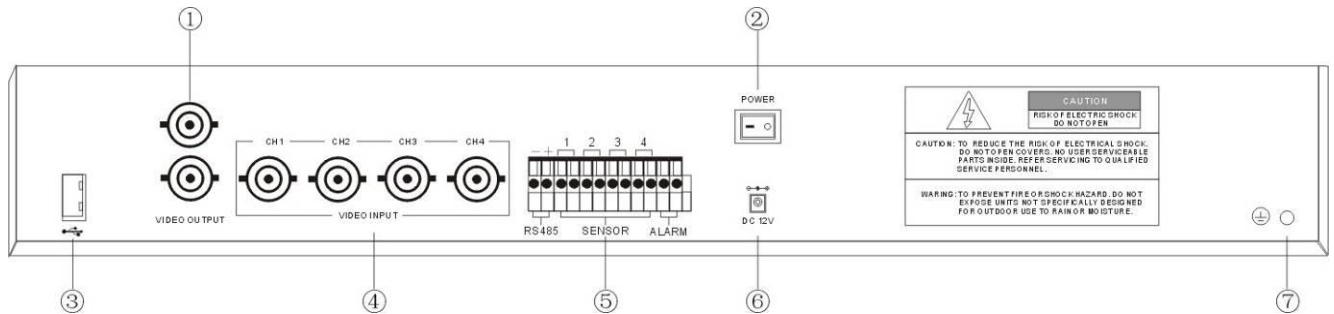 ① ②
POWER
CAUTION
RISK OF ELECTRIC SHOCK
DO NOT OPEN
CH1 CH2 CH3 CH4
− + 1 2 3 4
CAUTION: TO REDUCE THE RISK OF ELECTRICAL SHOCK.
DO NOT OPEN COVERS. NO USER SERVICEABLE
PARTS INSIDE. REFER SERVICING TO QUALIFIED
SERVICE PERSONNEL.
WARING: TO PREVENT FIRE OR SHOCK HAZARD. DO NOT
EXPOSE UNITS NOT SPECIFICALLY DESIGNED
FOR OUTDOOR USE TO RAIN OR MOISTURE.
VIDEO OUTPUT
VIDEO INPUT
RS485 SENSOR ALARM
DC 12V
③ ④ ⑤ ⑥ ⑦